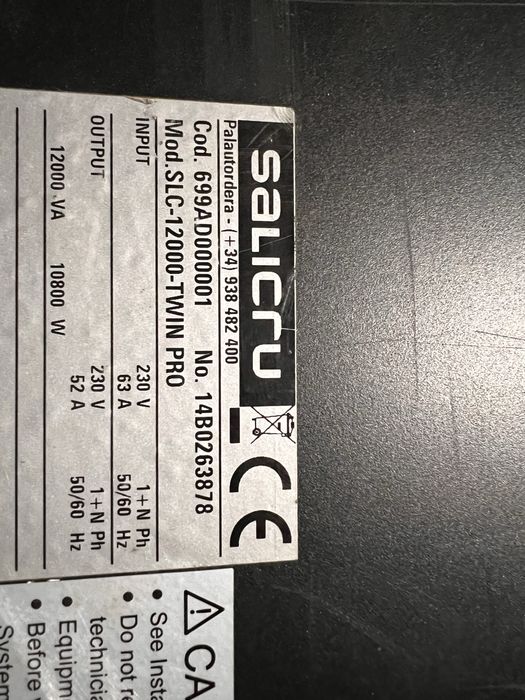 salicru
Palautordera - (+34) 938 482 400
Cod. 699AD000001 No. 14B0263878
Mod.SLC-12000-TWIN PRO
INPUT 230 V 1+N Ph
63 A 50/60 Hz
OUTPUT 230 V 1+N Ph
52 A 50/60 Hz
12000 VA 10800 W
CE
CA
• See Insta
• Do not re
technicia
• Equipm
• Before
System